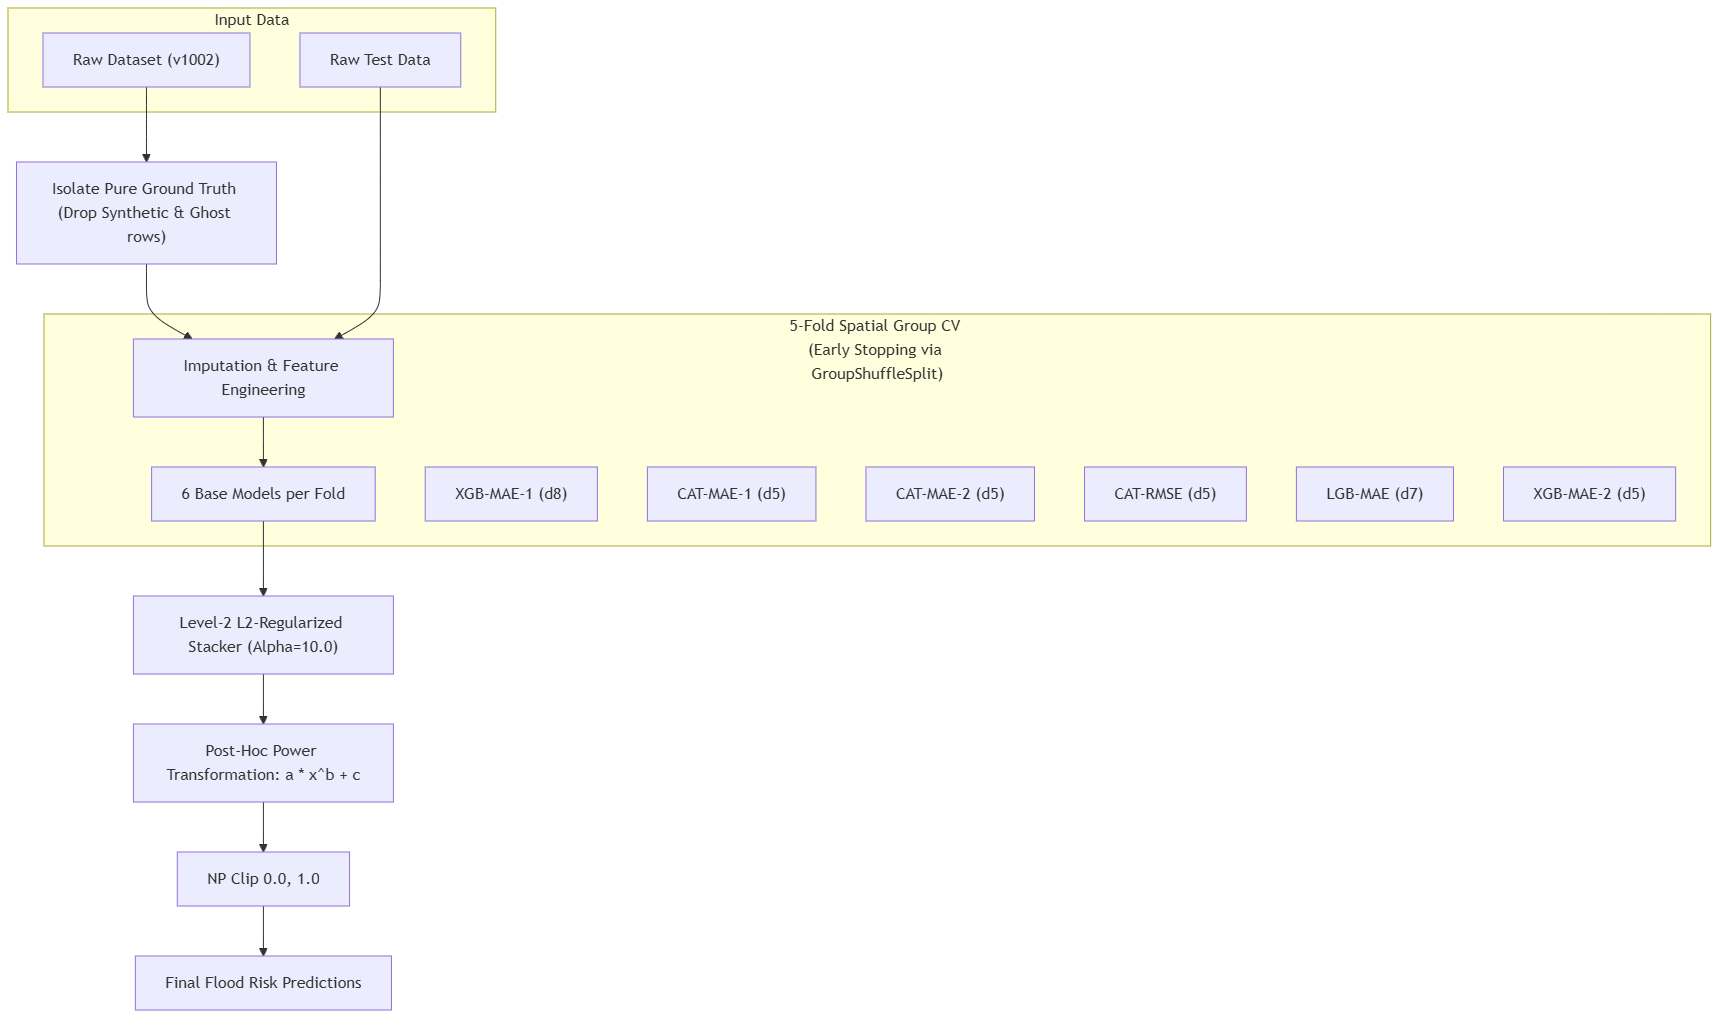 Input Data
Raw Dataset (v1002)
Raw Test Data
Isolate Pure Ground Truth
(Drop Synthetic & Ghost
rows)
5-Fold Spatial Group CV
(Early Stopping via
GroupShuffleSplit)
Imputation & Feature
Engineering
6 Base Models per Fold
XGB-MAE-1 (d8)
CAT-MAE-1 (d5)
CAT-MAE-2 (d5)
CAT-RMSE (d5)
LGB-MAE (d7)
XGB-MAE-2 (d5)
Level-2 L2-Regularized
Stacker (Alpha=10.0)
Post-Hoc Power
Transformation: a * x^b + c
NP Clip 0.0, 1.0
Final Flood Risk Predictions